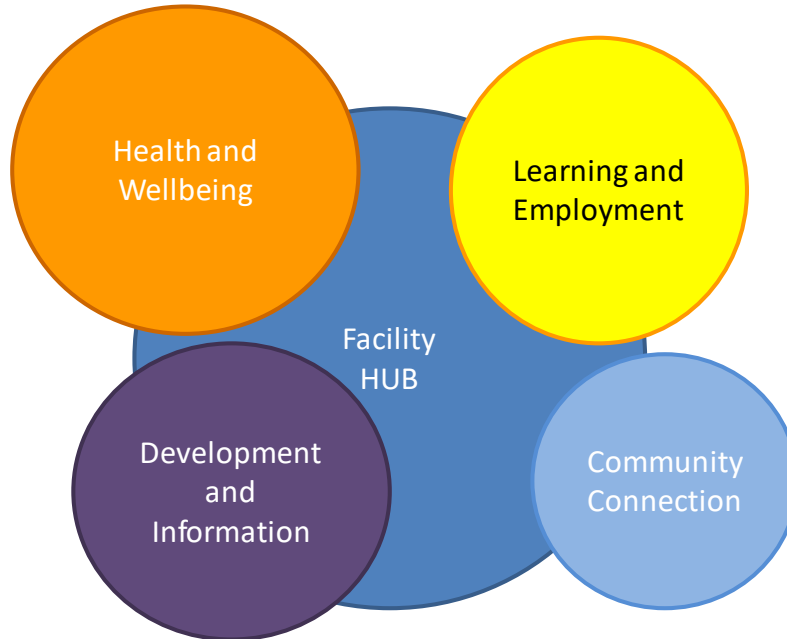 Health and
Wellbeing
Learning and
Employment
Facility
HUB
Development
and
Information
Community
Connection